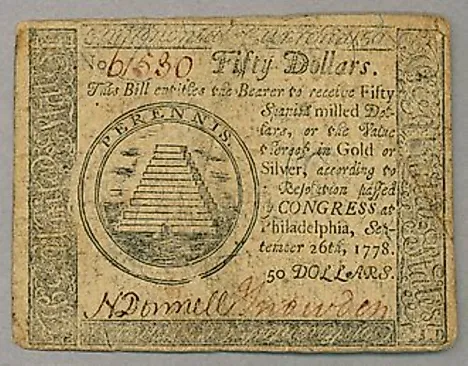 No 61530 Fifty Dollars.
This Bill entitles the Bearer to receive Fifty
Spanish milled Dol-
lars, or the Value
thereof in Gold or
Silver, according to
a Resolution passed
by CONGRESS at
Philadelphia, Sep-
tember 26th, 1778.
50 DOLLARS.
PERENNIS.
N Donnell J Snowden